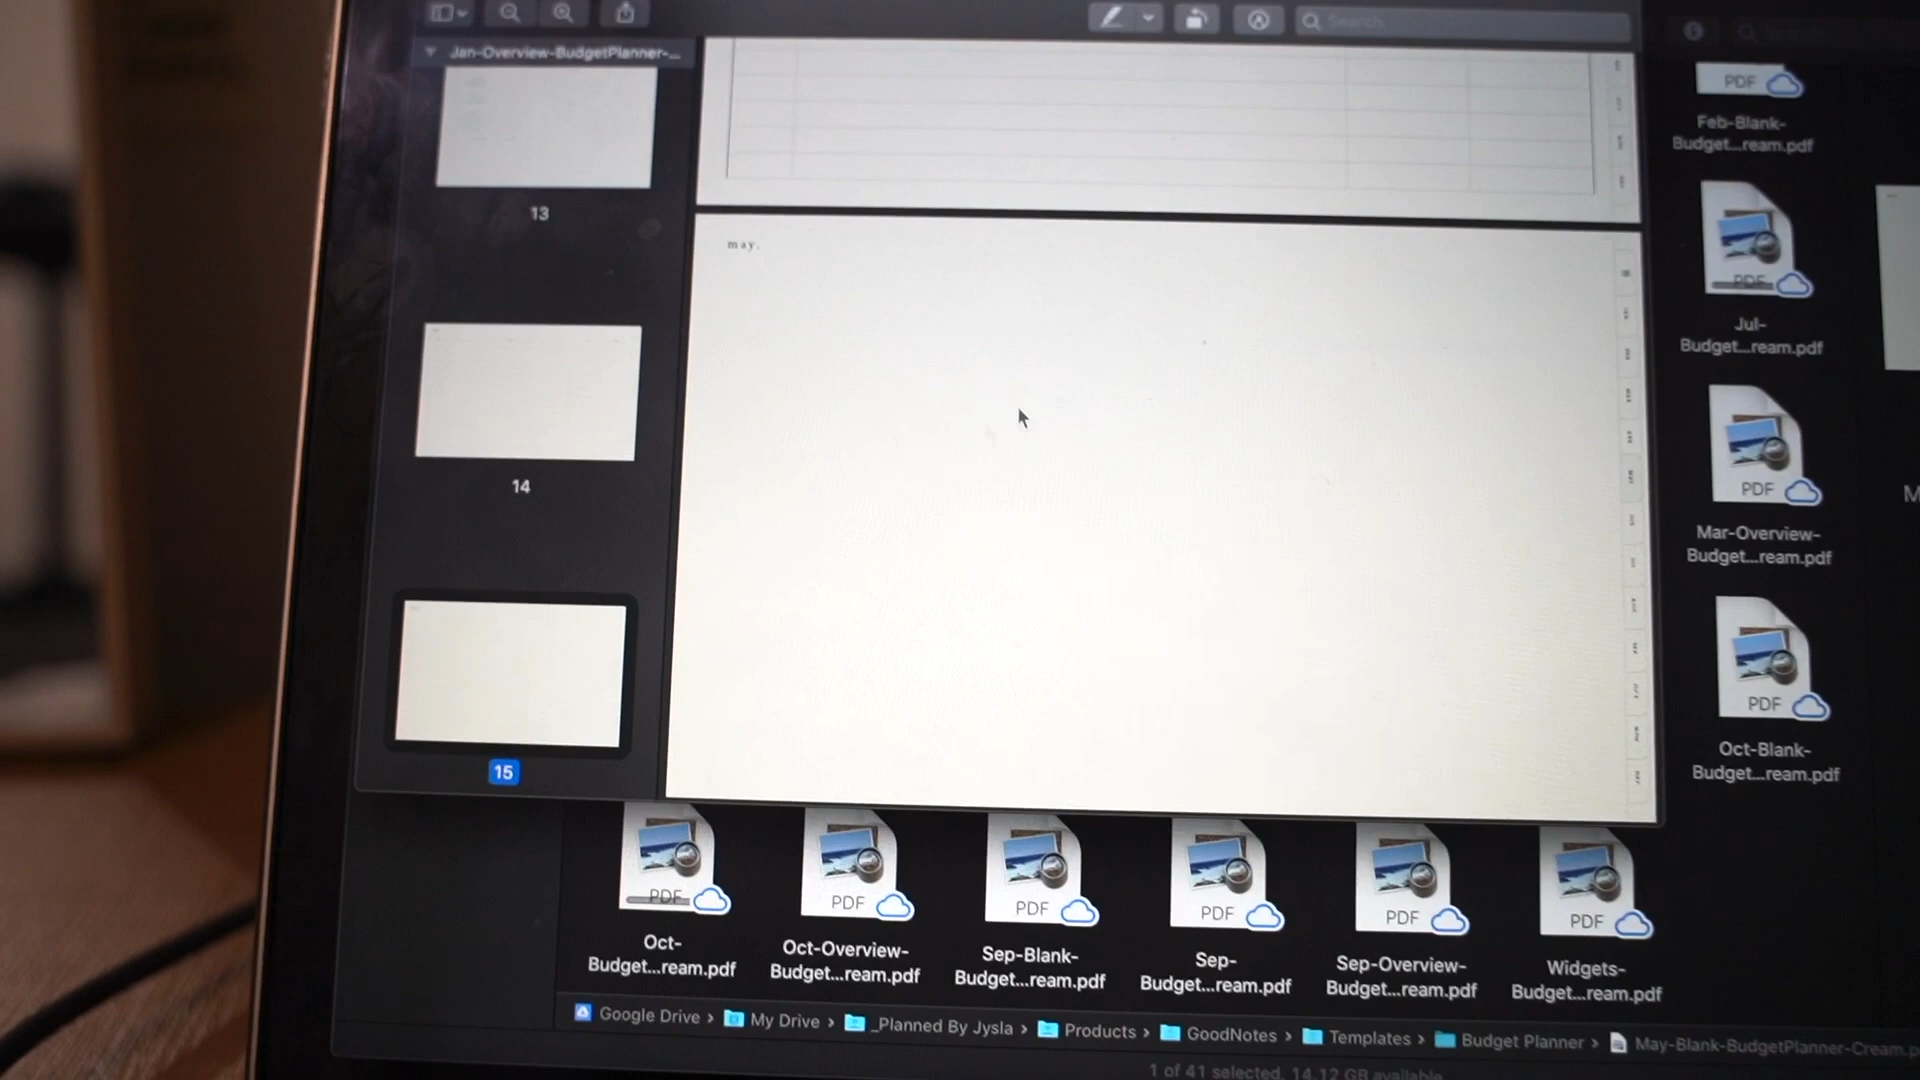 Search
Jan-Overview-BudgetPlanner-...
13
14
15
may.
PDF
Feb-Blank-
Budget...ream.pdf
PDF
Jul-
Budget...ream.pdf
PDF
Mar-Overview-
Budget...ream.pdf
PDF
Oct-Blank-
Budget...ream.pdf
M
PDF
Oct-
Budget...ream.pdf
PDF
Oct-Overview-
Budget...ream.pdf
PDF
Sep-Blank-
Budget...ream.pdf
PDF
Sep-
Budget...ream.pdf
PDF
Sep-Overview-
Budget...ream.pdf
PDF
Widgets-
Budget...ream.pdf
Google Drive › My Drive › _Planned By Jysla › Products › GoodNotes › Templates › Budget Planner › May-Blank-BudgetPlanner-Cream.p
1 of 41 selected, 14.12 GB available